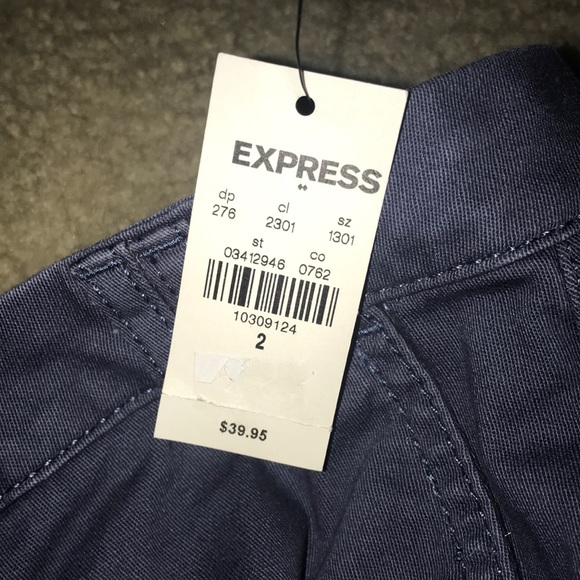 EXPRESS
dp cl sz
276 2301 1301
st co
03412946 0762
10309124
2
$39.95